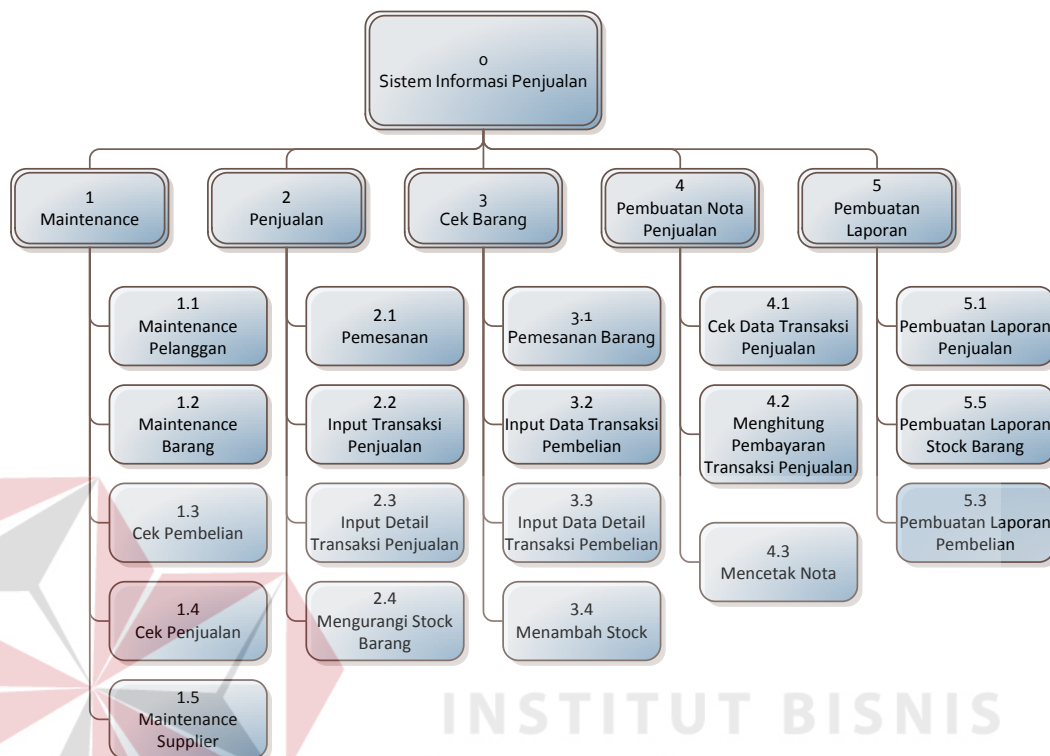 0
Sistem Informasi Penjualan
1
Maintenance
2
Penjualan
3
Cek Barang
4
Pembuatan Nota
Penjualan
5
Pembuatan
Laporan
1.1
Maintenance
Pelanggan
1.2
Maintenance
Barang
1.3
Cek Pembelian
1.4
Cek Penjualan
1.5
Maintenance
Supplier
2.1
Pemesanan
2.2
Input Transaksi
Penjualan
2.3
Input Detail
Transaksi Penjualan
2.4
Mengurangi Stock
Barang
3.1
Pemesanan Barang
3.2
Input Data Transaksi
Pembelian
3.3
Input Data Detail
Transaksi Pembelian
3.4
Menambah Stock
4.1
Cek Data Transaksi
Penjualan
4.2
Menghitung
Pembayaran
Transaksi Penjualan
4.3
Mencetak Nota
5.1
Pembuatan Laporan
Penjualan
5.5
Pembuatan Laporan
Stock Barang
5.3
Pembuatan Laporan
Pembelian
INSTITUT BISNIS